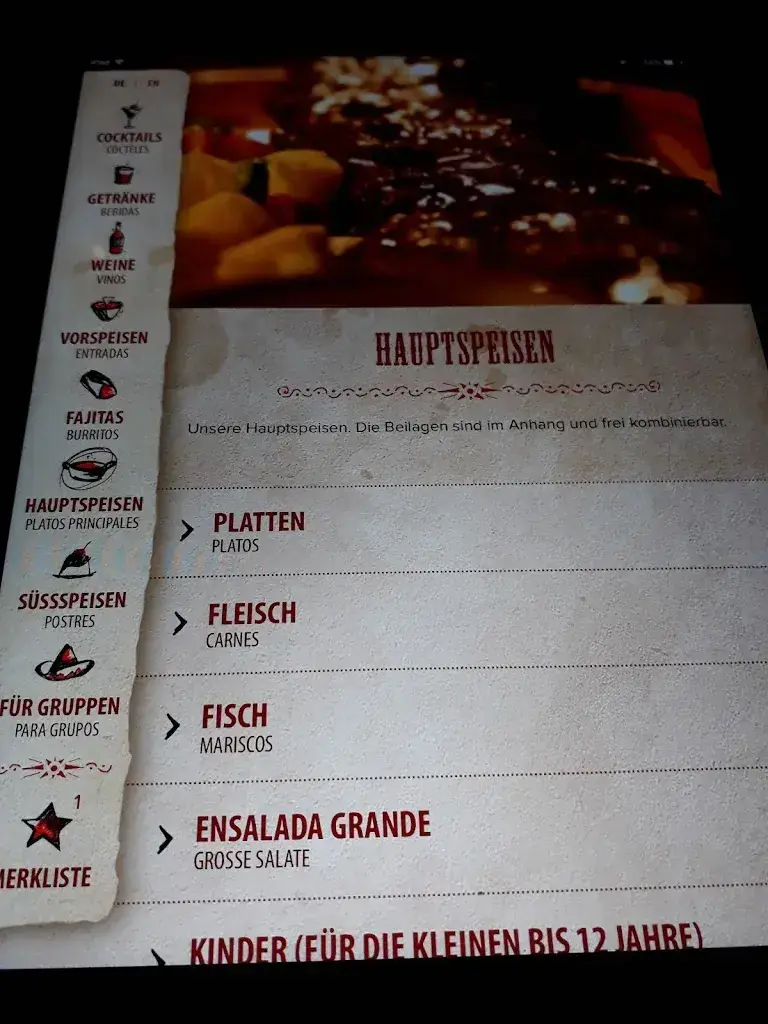 DE | EN
COCKTAILS
COCTELES
GETRÄNKE
BEBIDAS
WEINE
VINOS
VORSPEISEN
ENTRADAS
FAJITAS
BURRITOS
HAUPTSPEISEN
PLATOS PRINCIPALES
SÜSSSPEISEN
POSTRES
FÜR GRUPPEN
PARA GRUPOS
1
MERKLISTE
HAUPTSPEISEN
Unsere Hauptspeisen. Die Beilagen sind im Anhang und frei kombinierbar.
PLATTEN
PLATOS
FLEISCH
CARNES
FISCH
MARISCOS
ENSALADA GRANDE
GROSSE SALATE
KINDER (FÜR DIE KLEINEN BIS 12 JAHRE)